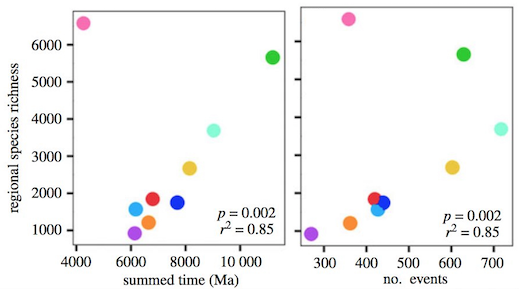 regional species richness
6000
5000
4000
3000
2000
1000
p = 0.002
r² = 0.85
4000 6000 8000 10 000
summed time (Ma)
p = 0.002
r² = 0.85
300 400 500 600 700
no. events